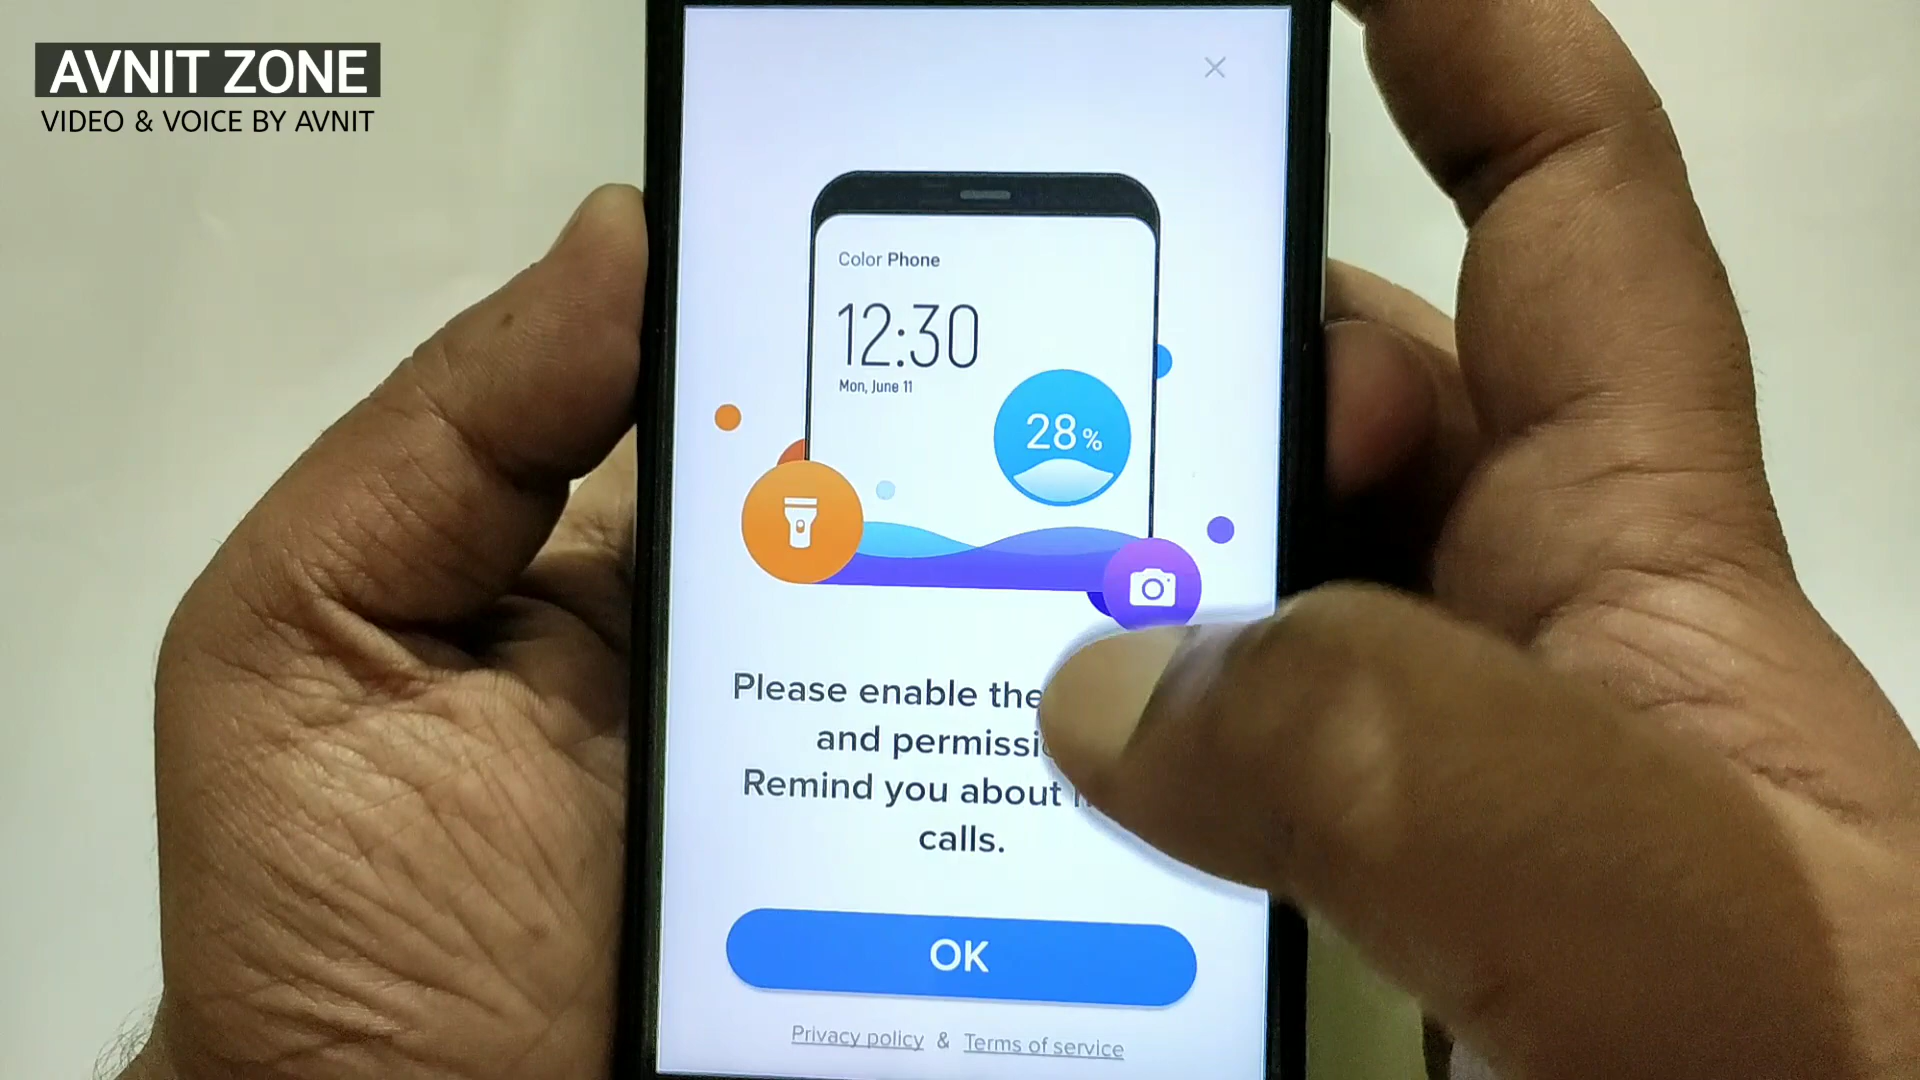 AVNIT ZONE
VIDEO & VOICE BY AVNIT
Color Phone
12:30
Mon, June 11
28%
Please enable the
and
Remind you about
calls.
OK
Privacy policy & Terms of service